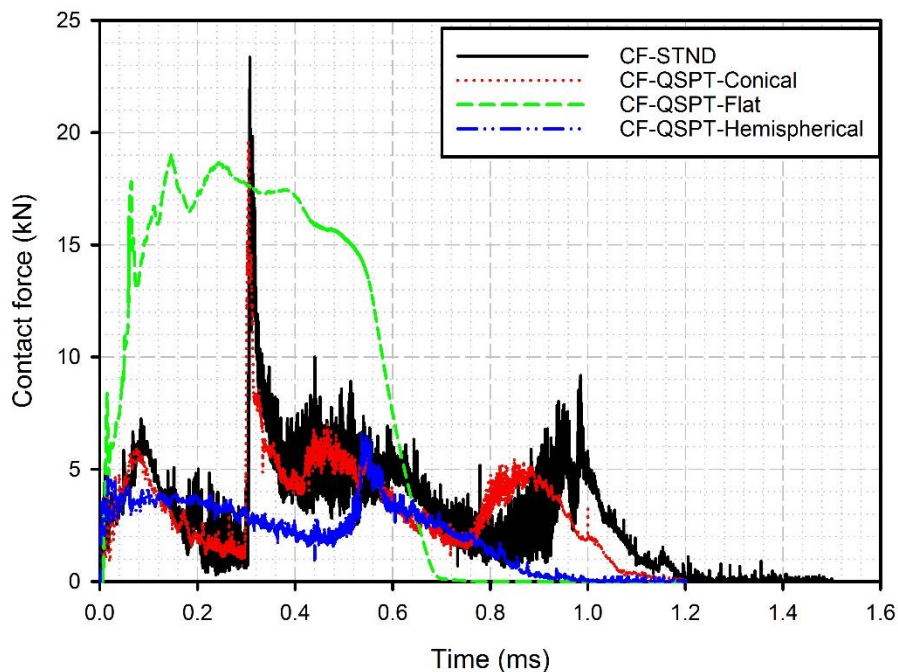 25
20
15
10
5
0
Contact force (kN)
CF-STND
CF-QSPT-Conical
CF-QSPT-Flat
CF-QSPT-Hemispherical
0.0 0.2 0.4 0.6 0.8 1.0 1.2 1.4 1.6
Time (ms)